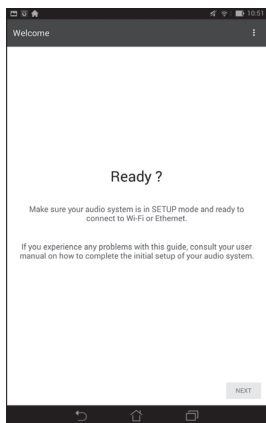 10:51
Welcome
Ready ?
Make sure your audio system is in SETUP mode and ready to
connect to Wi-Fi or Ethernet.
If you experience any problems with this guide, consult your user
manual on how to complete the initial setup of your audio system.
NEXT